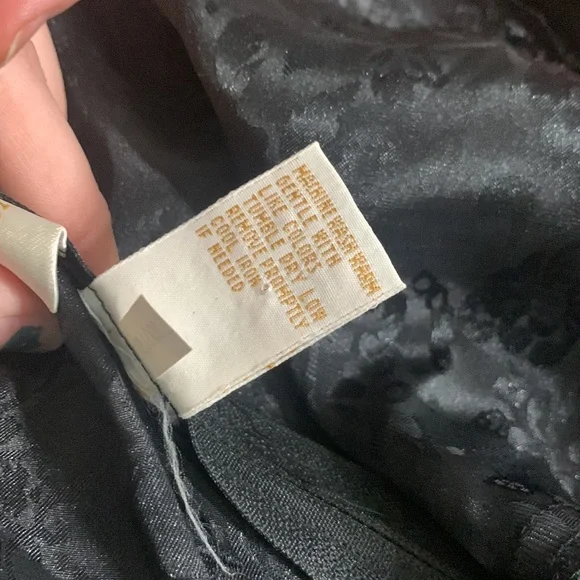 MACHINE WASH WARM
GENTLE WITH
LIKE COLORS
TUMBLE DRY LOW
REMOVE PROMPTLY
COOL IRON
IF NEEDED